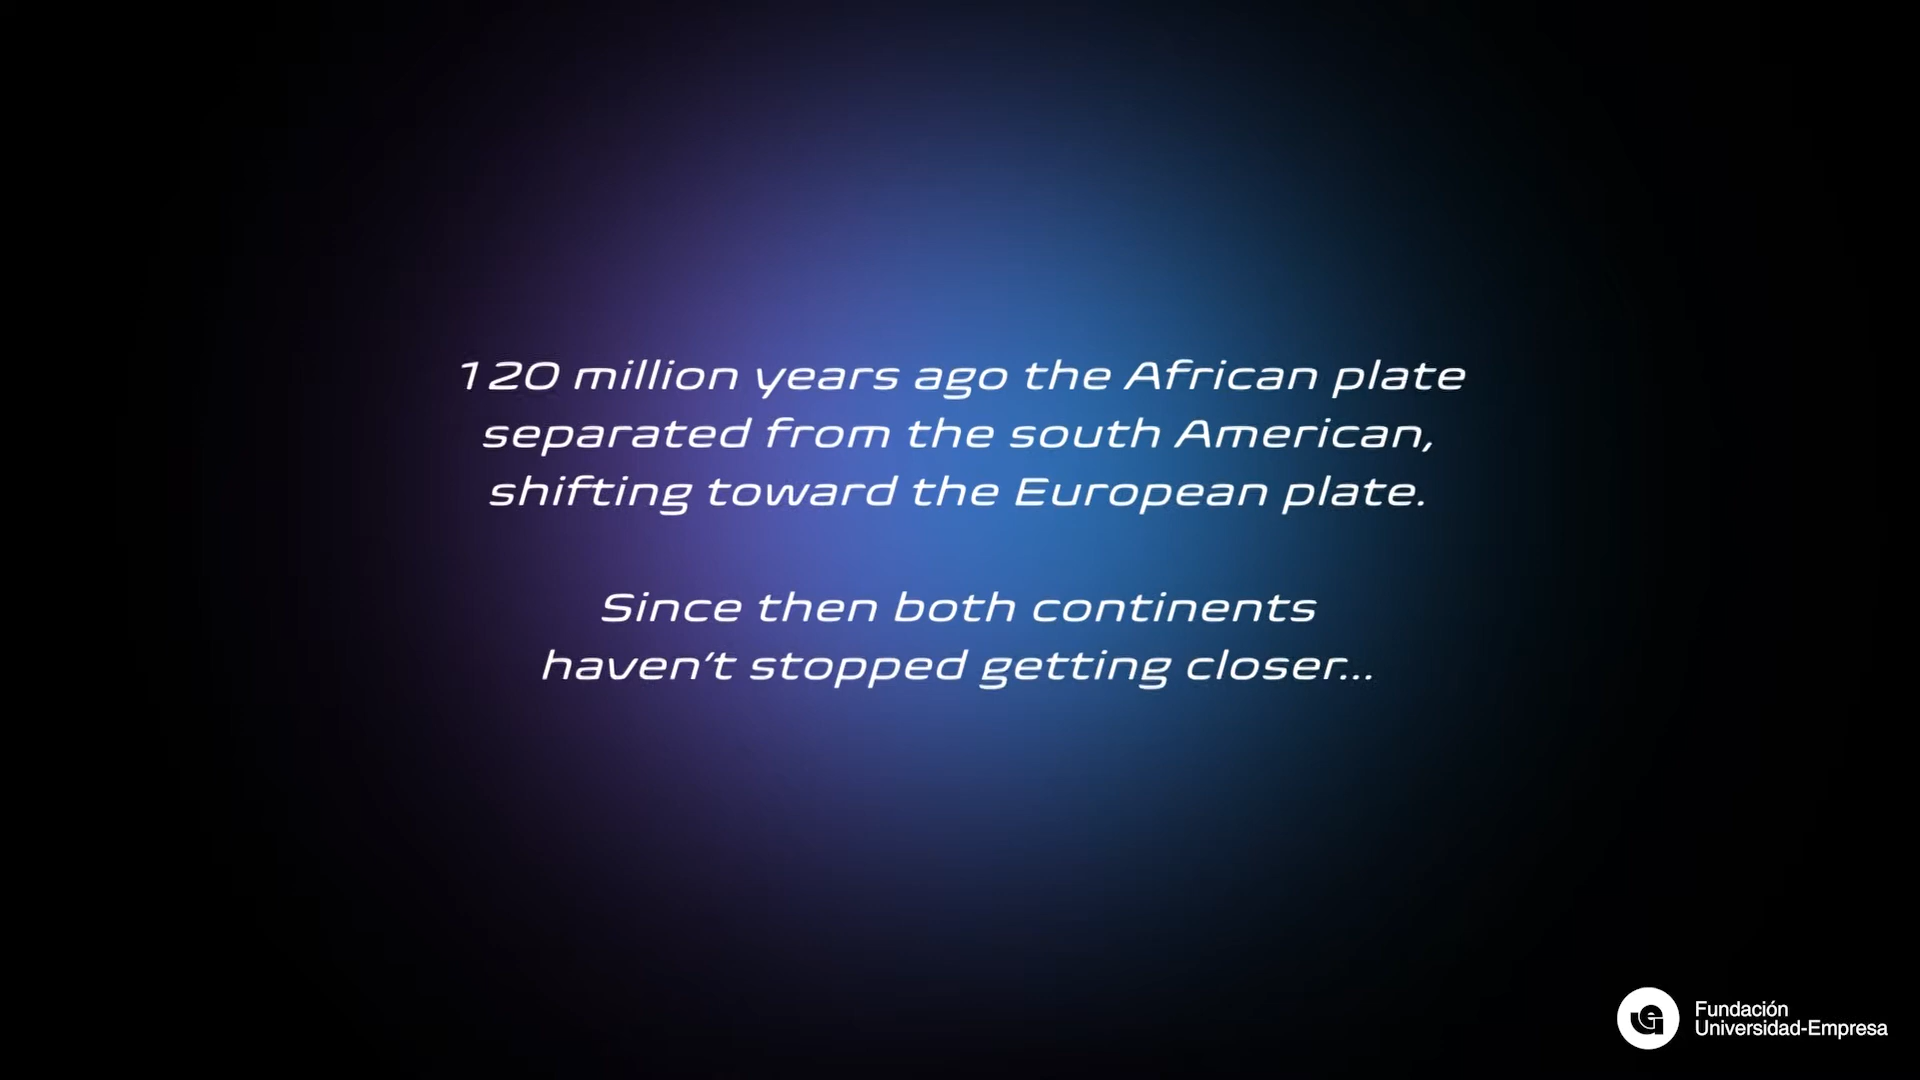 120 million years ago the African plate
separated from the south American,
shifting toward the European plate.
Since then both continents
haven't stopped getting closer...
Fundación
Universidad-Empresa